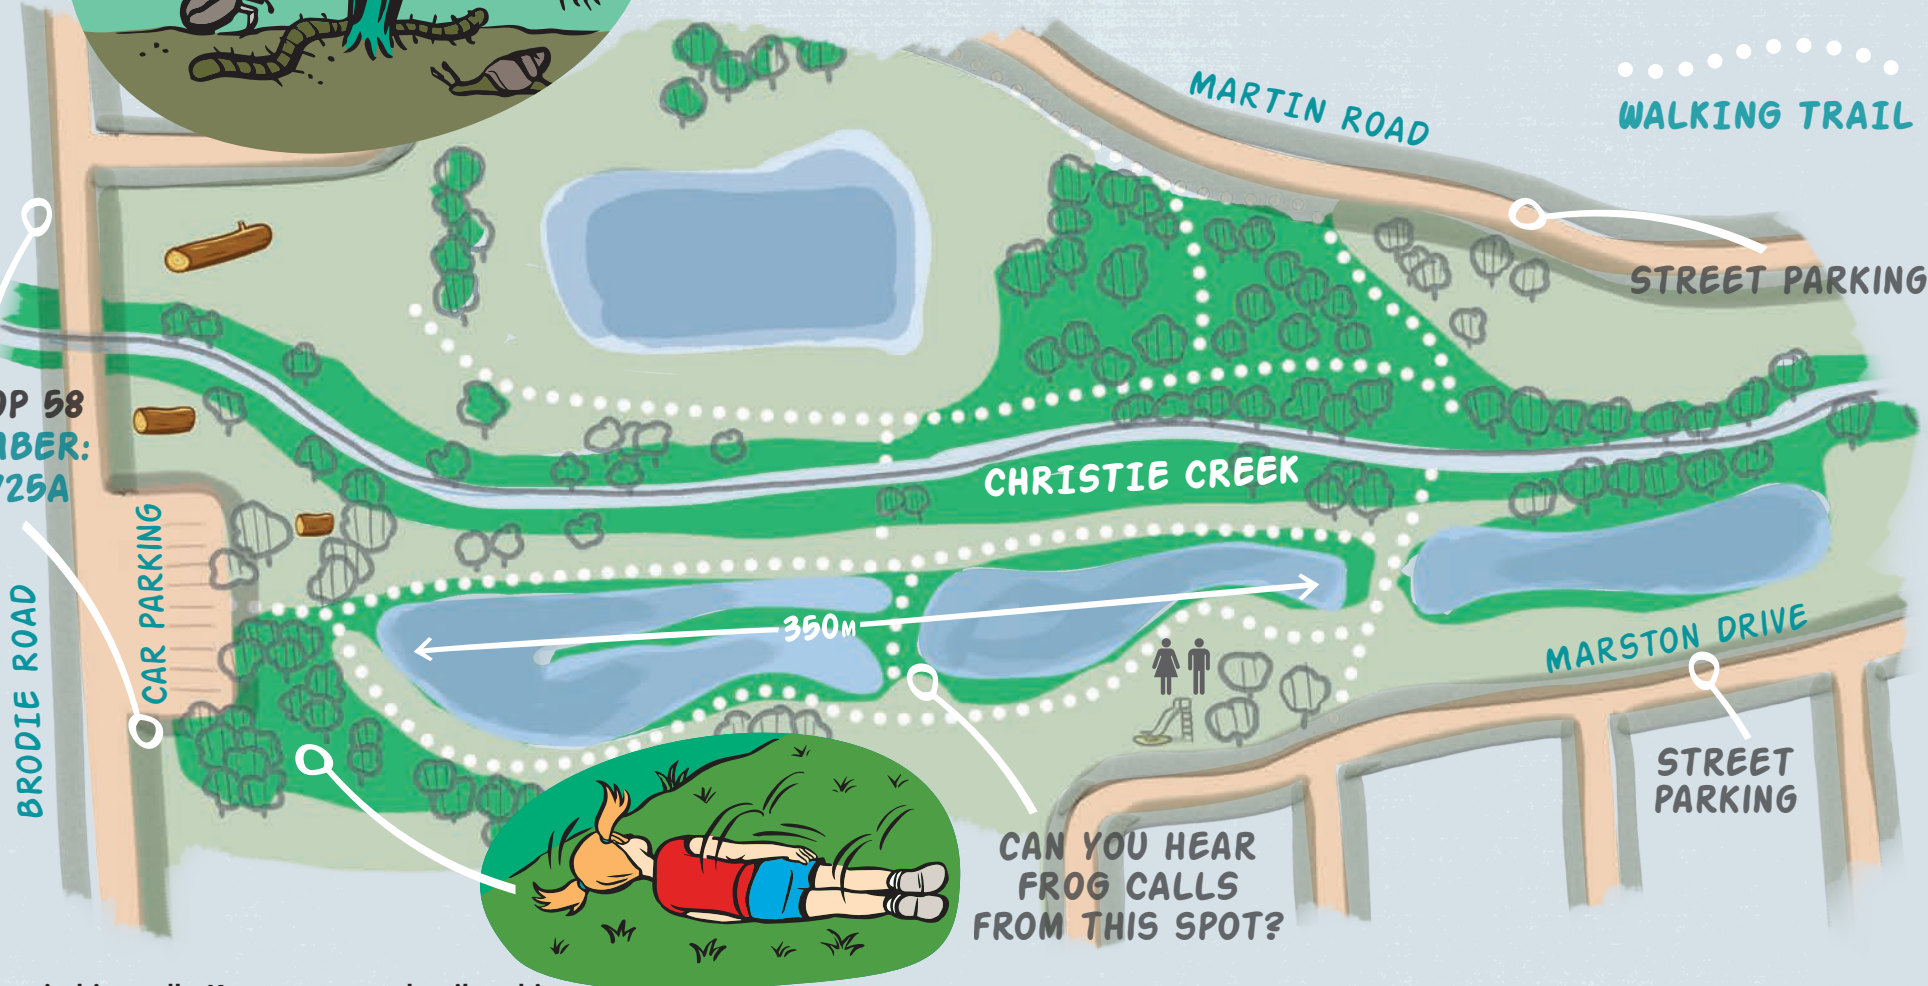 MARTIN ROAD
WALKING TRAIL
STREET PARKING
58
CHRISTIE CREEK
CAR PARKING
BRODIE ROAD
350M
MARSTON DRIVE
STREET
PARKING
CAN YOU HEAR
FROG CALLS
FROM THIS SPOT?